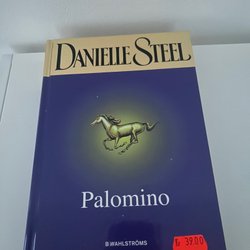 DANIELLE STEEL
Palomino
B WAHLSTRÖMS
₺ 39.00